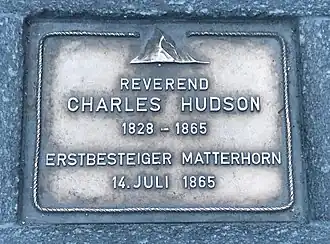 REVEREND
CHARLES HUDSON
1828 - 1865
ERSTBESTEIGER MATTERHORN
14. JULI 1865